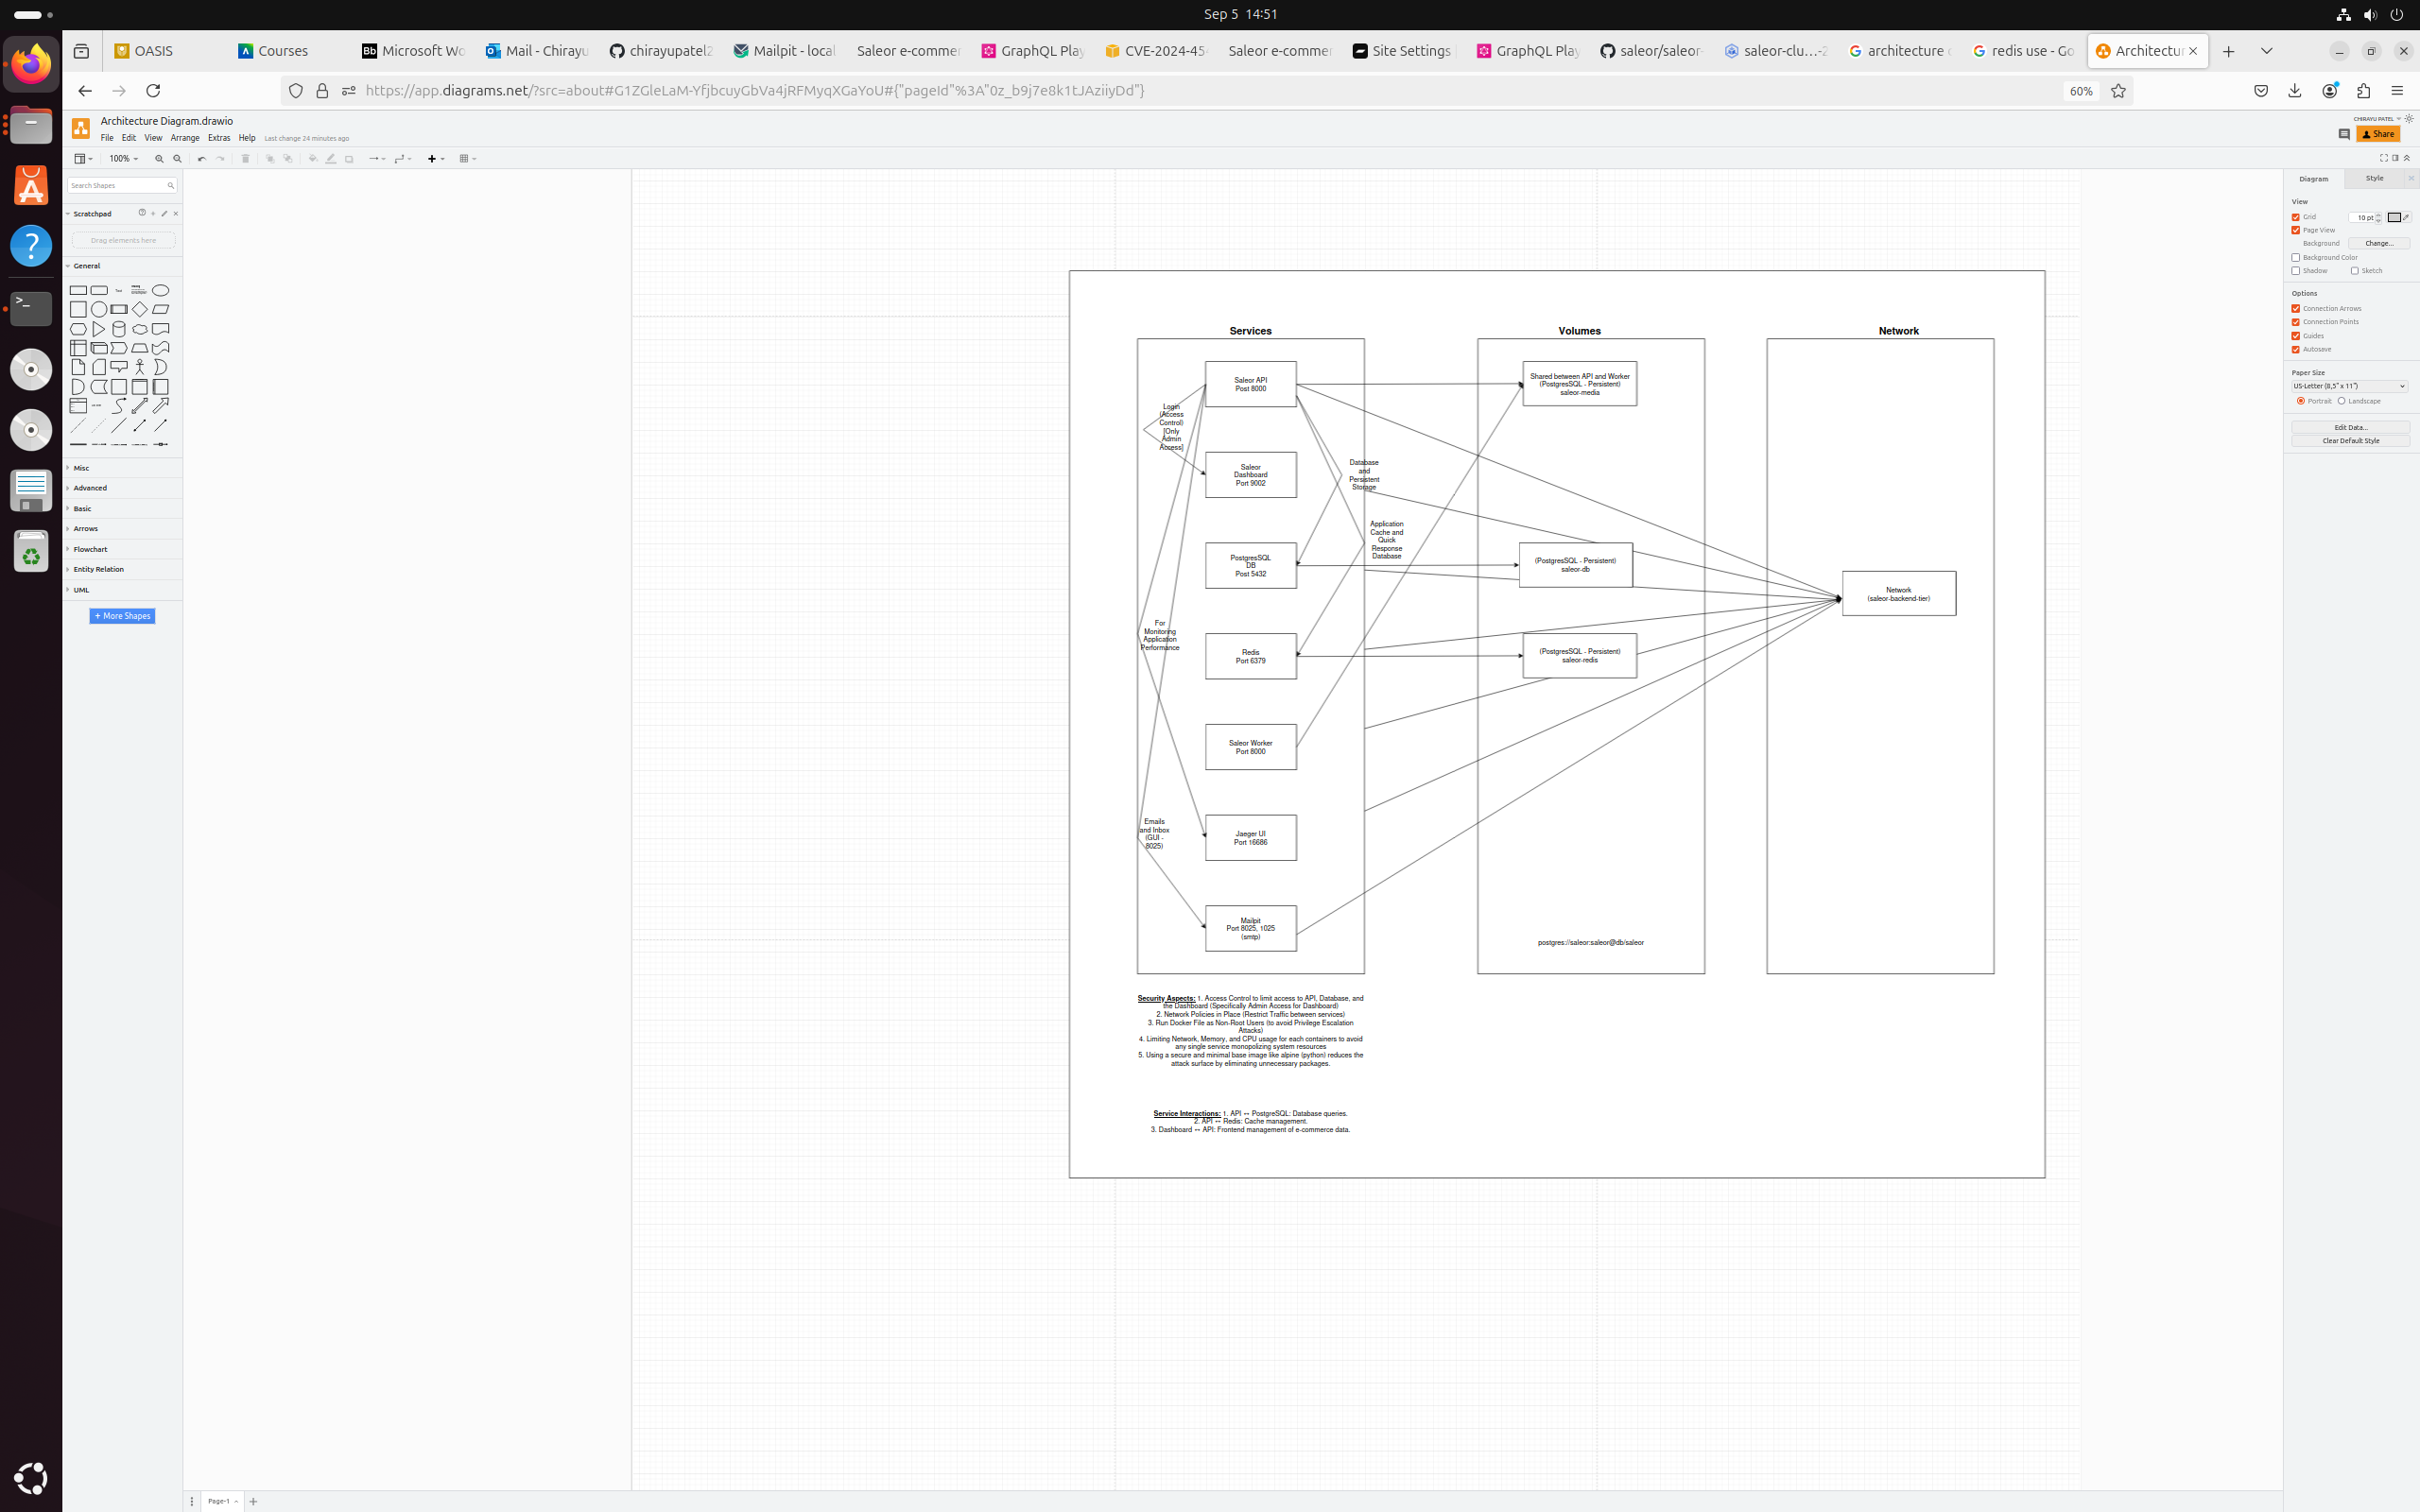 Sep 5 14:51
OASIS
Courses
Microsoft Wo
Mail - Chirayu
chirayupatel2
Mailpit - local
Saleor e-commer
GraphQL Play
CVE-2024-45
Saleor e-commer
Site Settings
GraphQL Play
saleor/saleor-
saleor-clu...-2
architecture
redis use - Go
Architectur
https://app.diagrams.net/?src=about#G1ZGleLaM-YfjbcuyGbVa4jRFMyqXGaYoU#{"pageId"%3A"0z_b9j7e8k1tJAziiyDd"}
60%
Architecture Diagram.drawio
CHIRAYU PATEL
File Edit View Arrange Extras Help Last change 24 minutes ago
Share
100%
Search Shapes
Scratchpad
Drag elements here
General
Text
Misc
Advanced
Basic
Arrows
Flowchart
Entity Relation
UML
+ More Shapes
Services
Volumes
Network
Saleor API
Post 8000
Login
(Access
Control)
[Only
Admin
Access]
Saleor
Dashboard
Port 9002
Database
and
Persistent
Storage
Application
Cache and
Quick
Response
Database
PostgresSQL
DB
Post 5432
Redis
Port 6379
For
Monitoring
Application
Performance
Saleor Worker
Port 8000
Emails
and Inbox
(GUI -
8025)
Jaeger UI
Port 16686
Mailpit
Port 8025, 1025
(smtp)
Shared between API and Worker
(PostgresSQL - Persistent)
saleor-media
(PostgresSQL - Persistent)
saleor-db
(PostgresSQL - Persistent)
saleor-redis
postgres://saleor:saleor@db/saleor
Network
(saleor-backend-tier)
Security Aspects: 1. Access Control to limit access to API, Database, and
the Dashboard (Specifically Admin Access for Dashboard)
2. Network Policies in Place (Restrict Traffic between services)
3. Run Docker File as Non-Root Users (to avoid Privilege Escalation
Attacks)
4. Limiting Network, Memory, and CPU usage for each containers to avoid
any single service monopolizing system resources
5. Using a secure and minimal base image like alpine (python) reduces the
attack surface by eliminating unnecessary packages.
Service Interactions: 1. API ↔ PostgreSQL: Database queries.
2. API ↔ Redis: Cache management.
3. Dashboard ↔ API: Frontend management of e-commerce data.
Diagram
Style
View
Grid
10 pt
Page View
Background
Change...
Background Color
Shadow
Sketch
Options
Connection Arrows
Connection Points
Guides
Autosave
Paper Size
US-Letter (8,5" x 11")
Portrait
Landscape
Edit Data...
Clear Default Style
Page-1